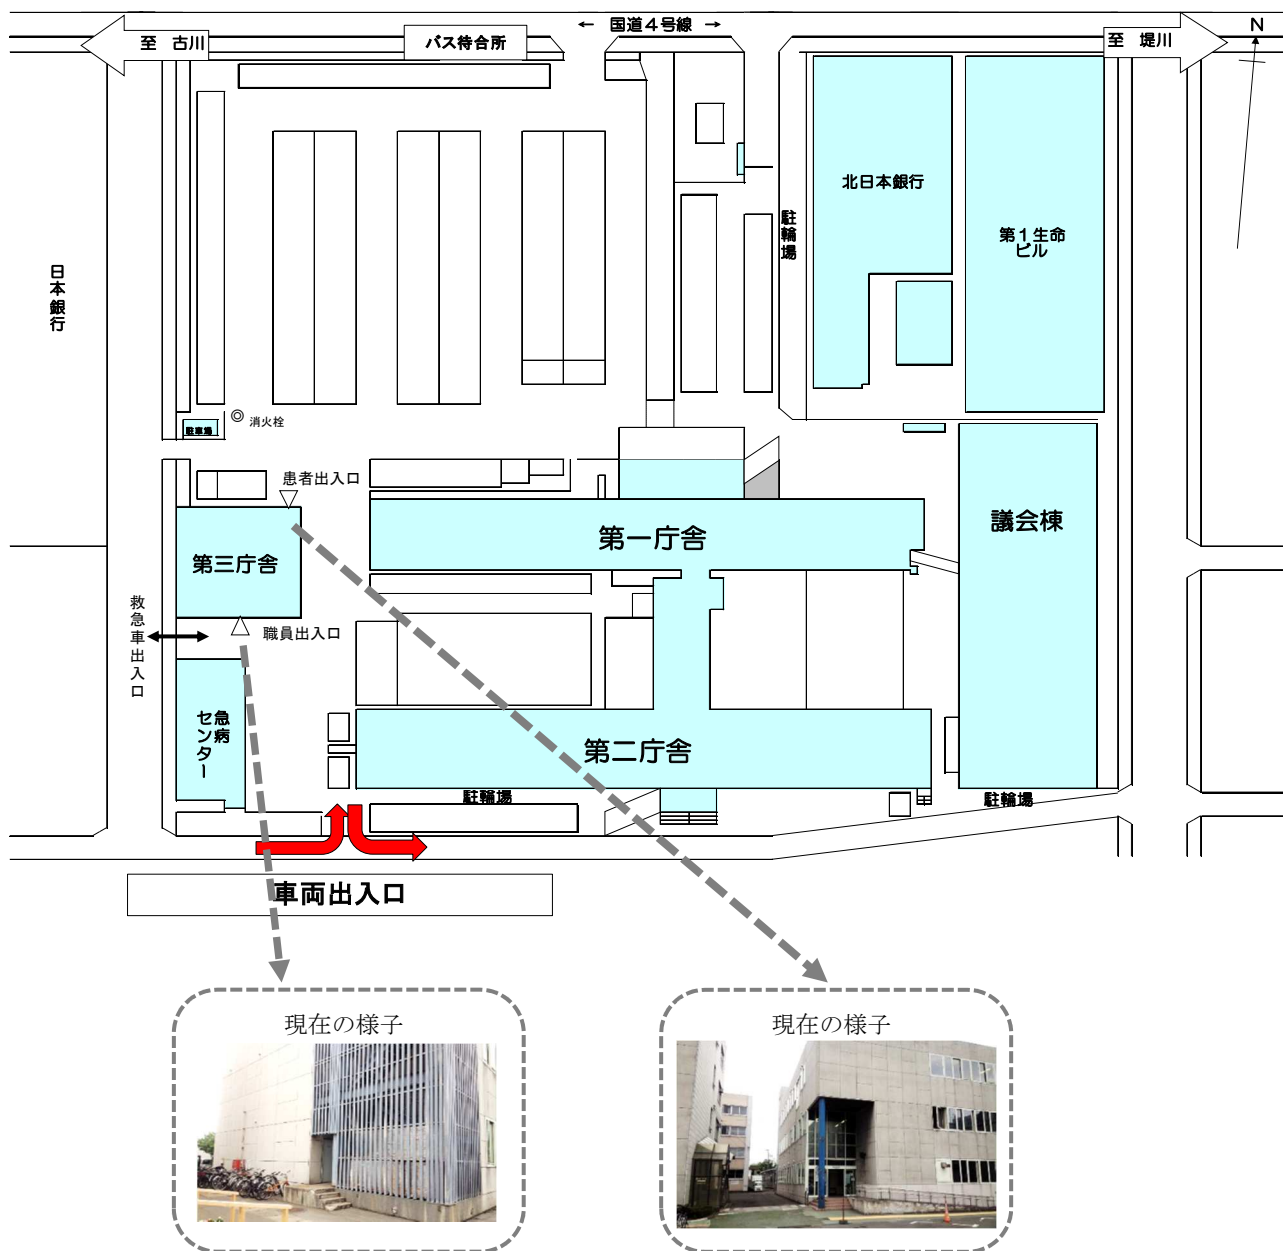 ← 国道４号線 →
至 古川
バス待合所
至 堤川
N
北日本銀行
第１生命
ビル
駐輪場
日本銀行
消火栓
駐車場
患者出入口
第一庁舎
議会棟
第三庁舎
救急車出入口
職員出入口
急病
センター
第二庁舎
駐輪場
駐輪場
車両出入口
現在の様子
現在の様子